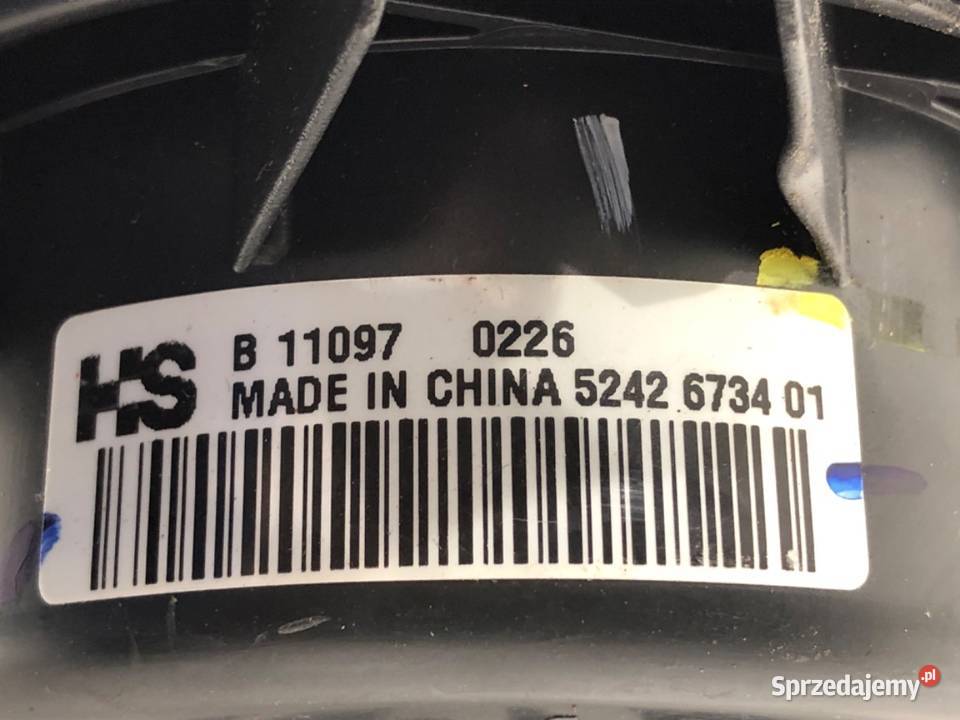 HS
B 11097 0226
MADE IN CHINA 5242 6734 01
Sprzedajemy.pl